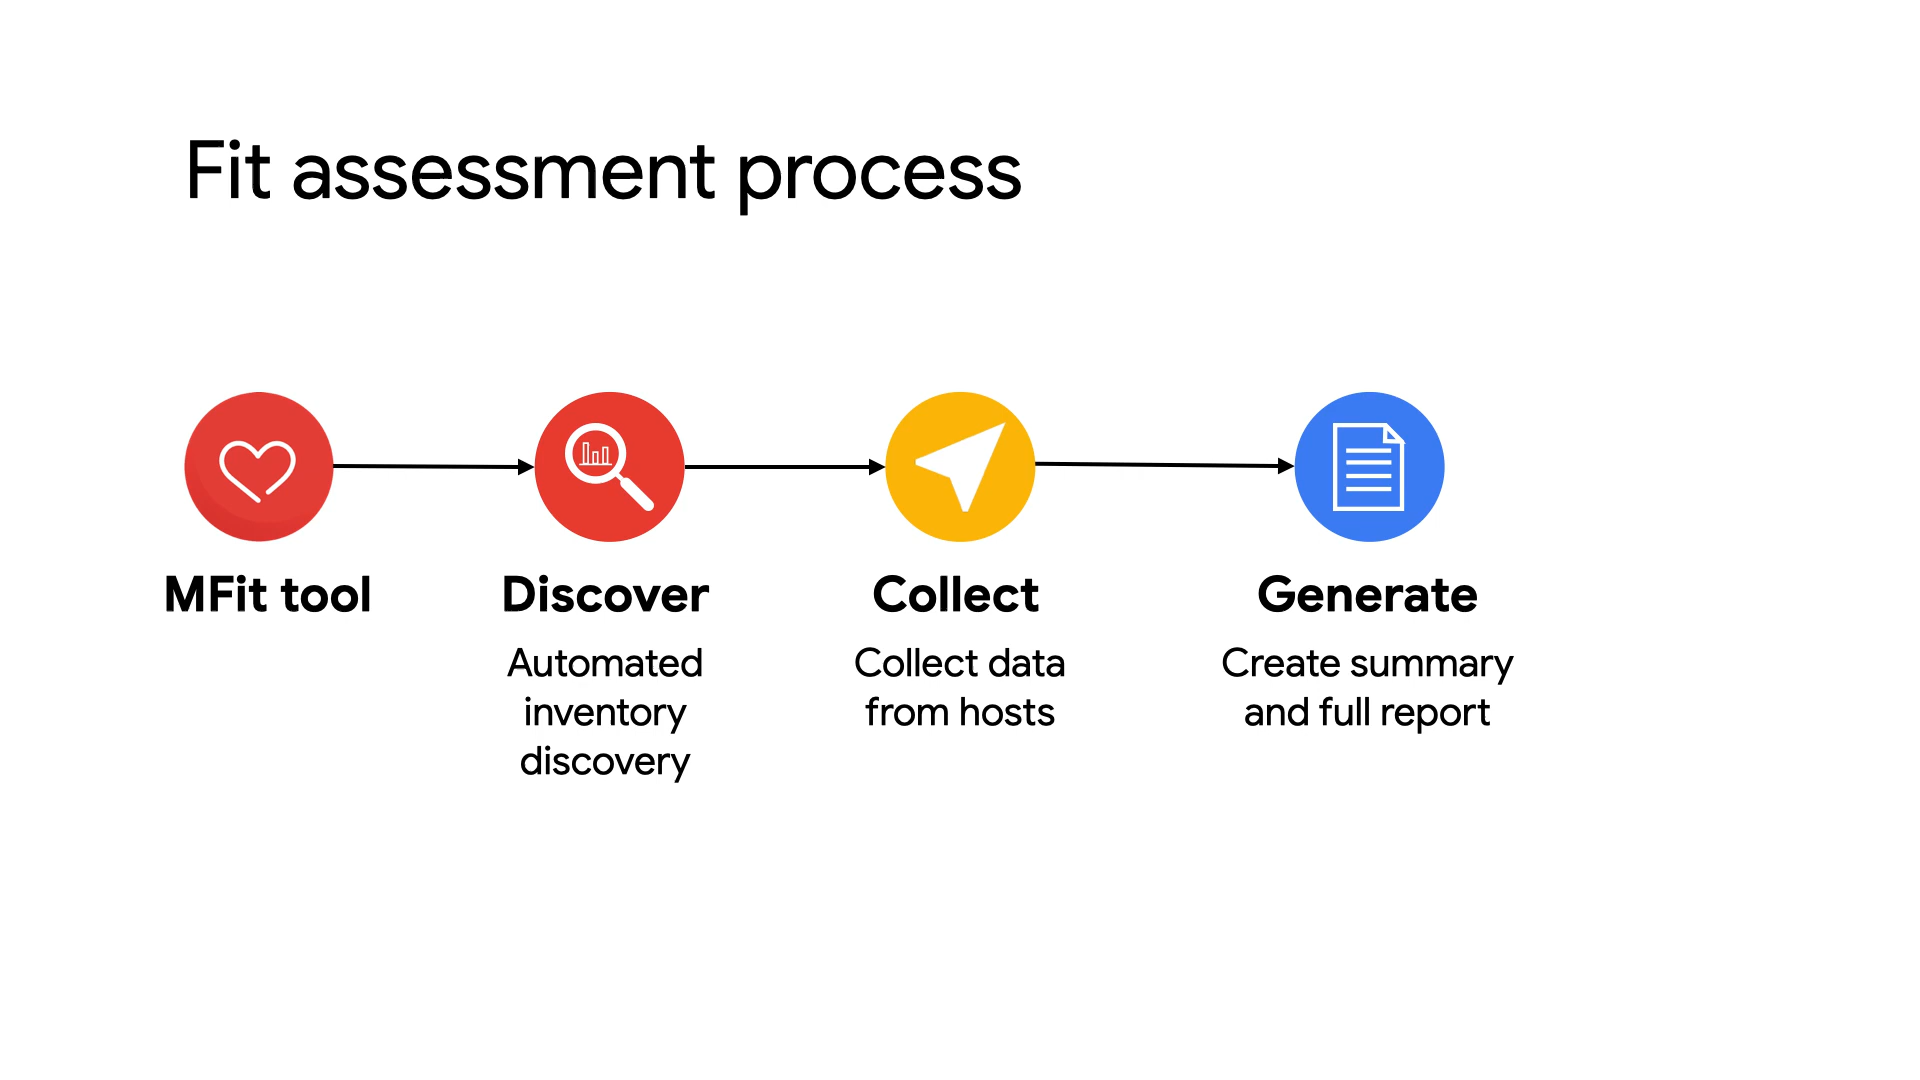 Fit assessment process
MFit tool
Discover
Automated
inventory
discovery
Collect
Collect data
from hosts
Generate
Create summary
and full report